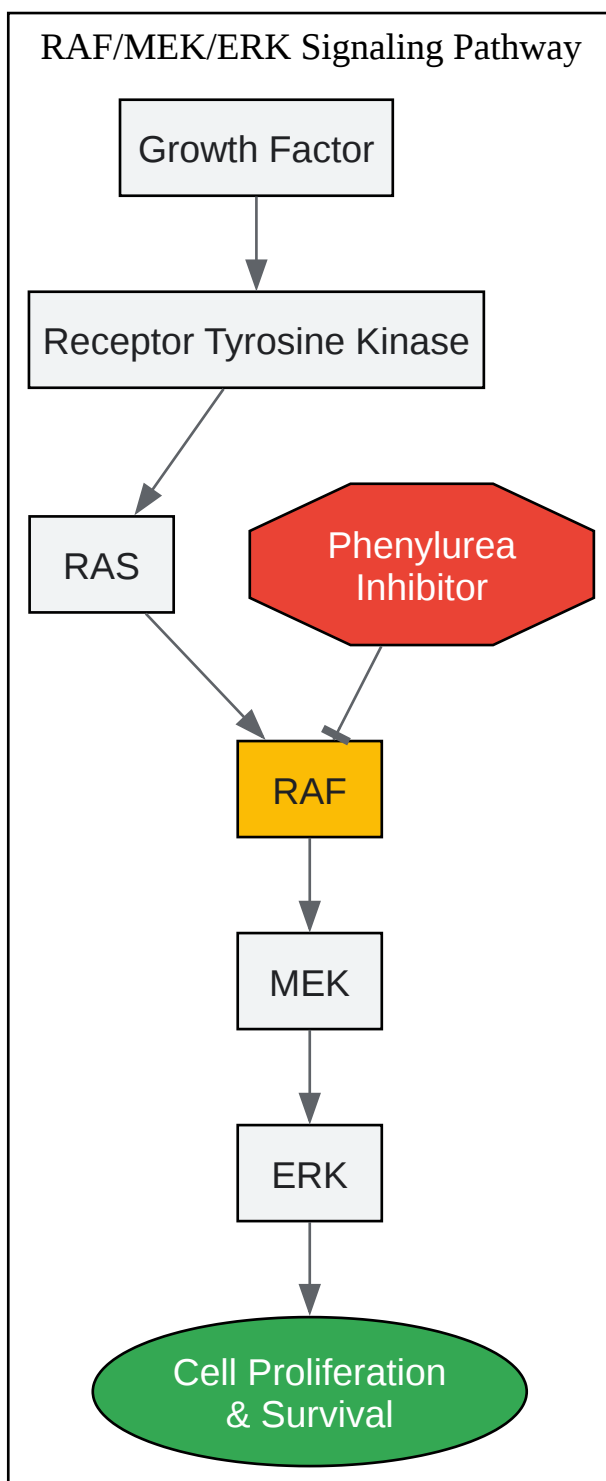 RAF/MEK/ERK Signaling Pathway
Growth Factor
Receptor Tyrosine Kinase
RAS
Phenylurea
Inhibitor
RAF
MEK
ERK
Cell Proliferation
& Survival